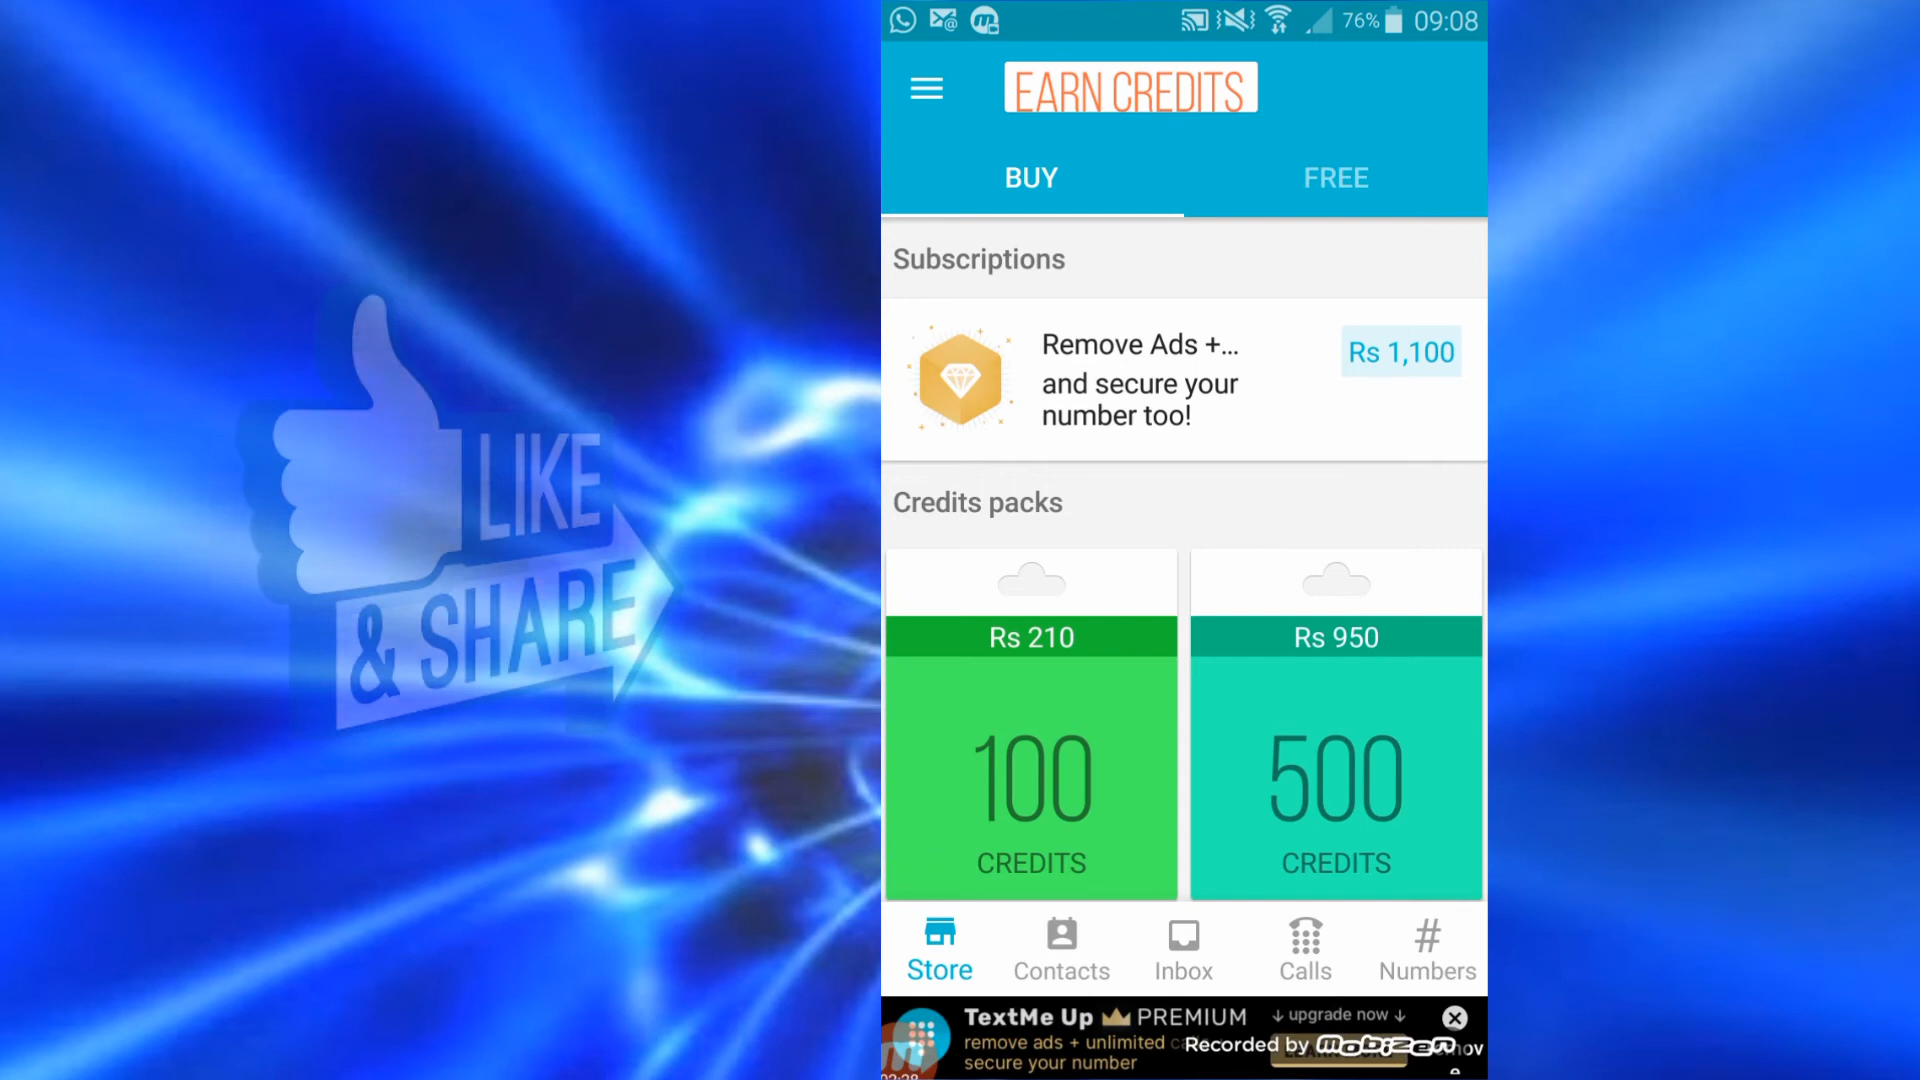 76% 09:08
EARN CREDITS
BUY FREE
Subscriptions
Remove Ads +...
and secure your
number too!
Rs 1,100
Credits packs
Rs 210 Rs 950
100 500
CREDITS CREDITS
Store Contacts Inbox Calls Numbers
TextMe Up PREMIUM
remove ads + unlimited
secure your number
↓ upgrade now ↓
Recorded by mobizen
LIKE
& SHARE